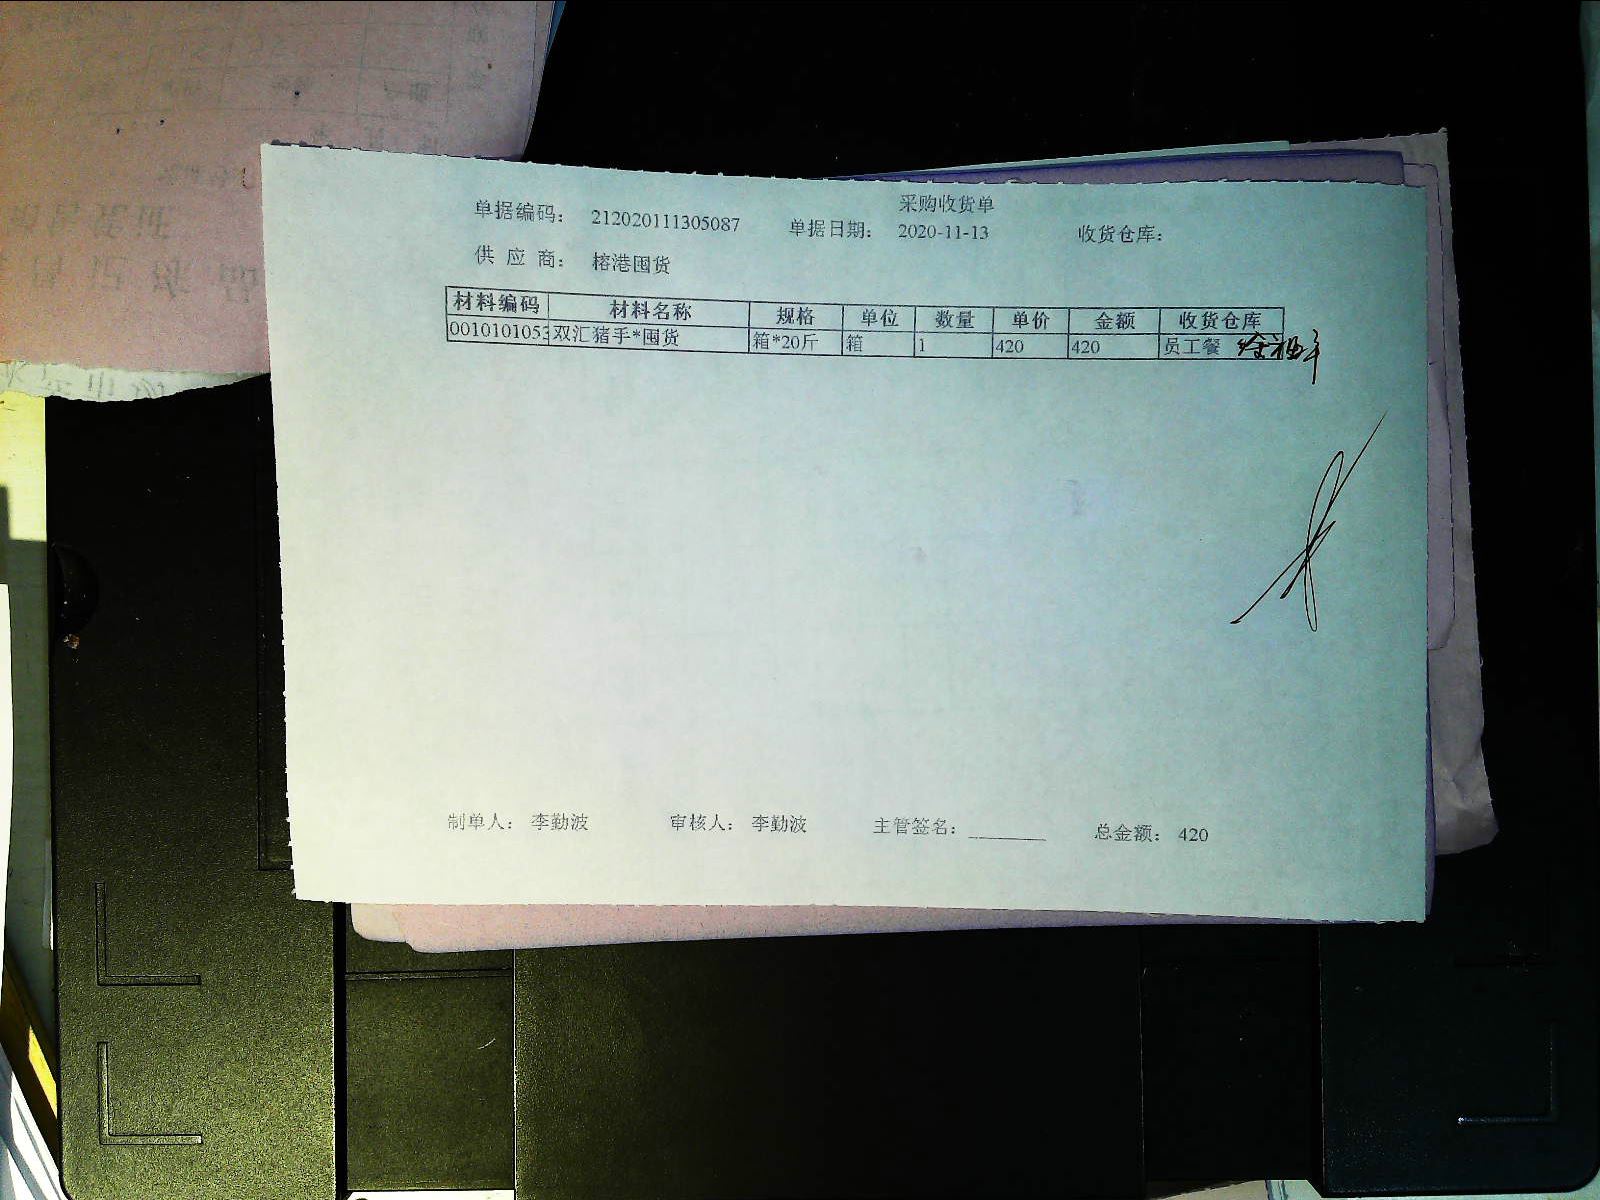 采购收货单
单据编码: 212020111305087 单据日期: 2020-11-13 收货仓库:
供 应 商: 榕港囤货
材料编码 材料名称 规格 单位 数量 单价 金额 收货仓库
0010101053 双汇猪手*囤货 箱*20斤 箱 1 420 420 员工餐
制单人: 李勤波 审核人: 李勤波 主管签名: 总金额: 420